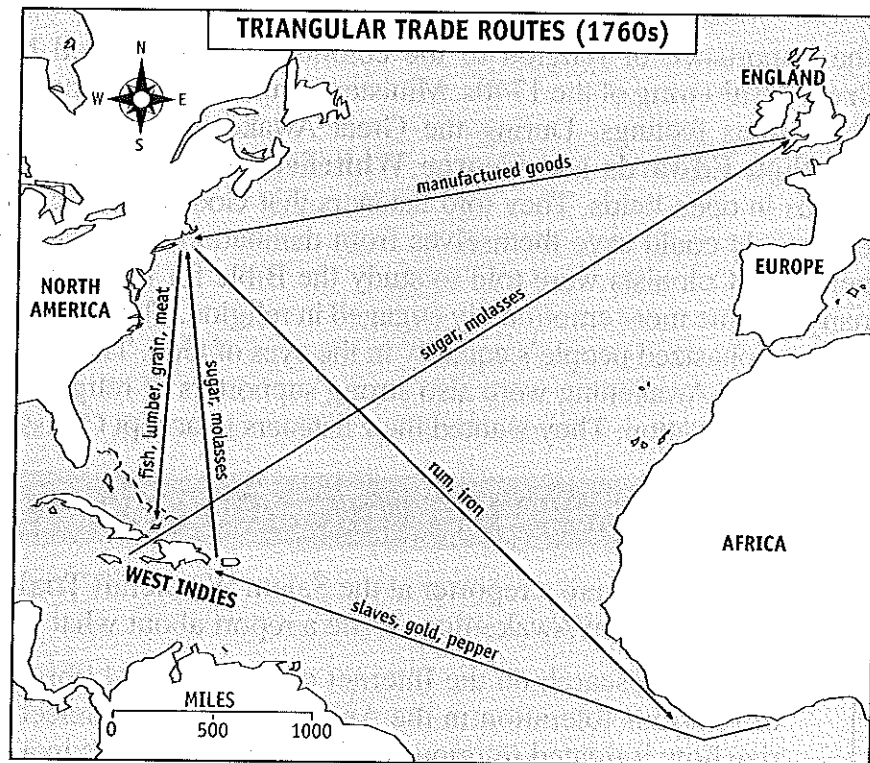 TRIANGULAR TRADE ROUTES (1760s)
N
W
E
S
ENGLAND
manufactured goods
NORTH
AMERICA
EUROPE
sugar, molasses
fish, lumber, grain, meat
sugar, molasses
rum, iron
AFRICA
WEST INDIES
slaves, gold, pepper
MILES
0 500 1000